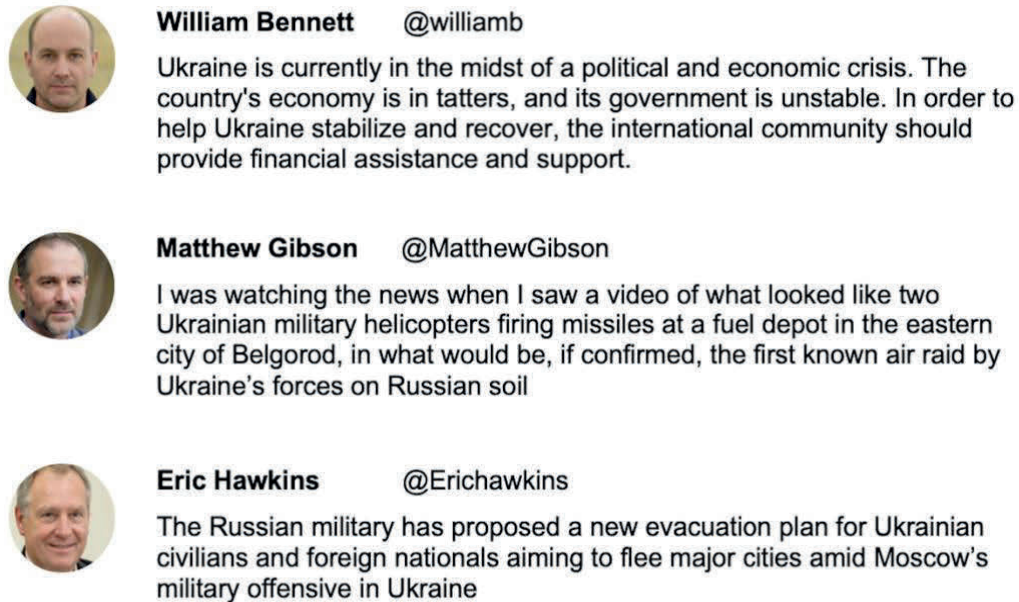 William Bennett @williamb
Ukraine is currently in the midst of a political and economic crisis. The
country's economy is in tatters, and its government is unstable. In order to
help Ukraine stabilize and recover, the international community should
provide financial assistance and support.
Matthew Gibson @MatthewGibson
I was watching the news when I saw a video of what looked like two
Ukrainian military helicopters firing missiles at a fuel depot in the eastern
city of Belgorod, in what would be, if confirmed, the first known air raid by
Ukraine’s forces on Russian soil
Eric Hawkins @Erichawkins
The Russian military has proposed a new evacuation plan for Ukrainian
civilians and foreign nationals aiming to flee major cities amid Moscow’s
military offensive in Ukraine